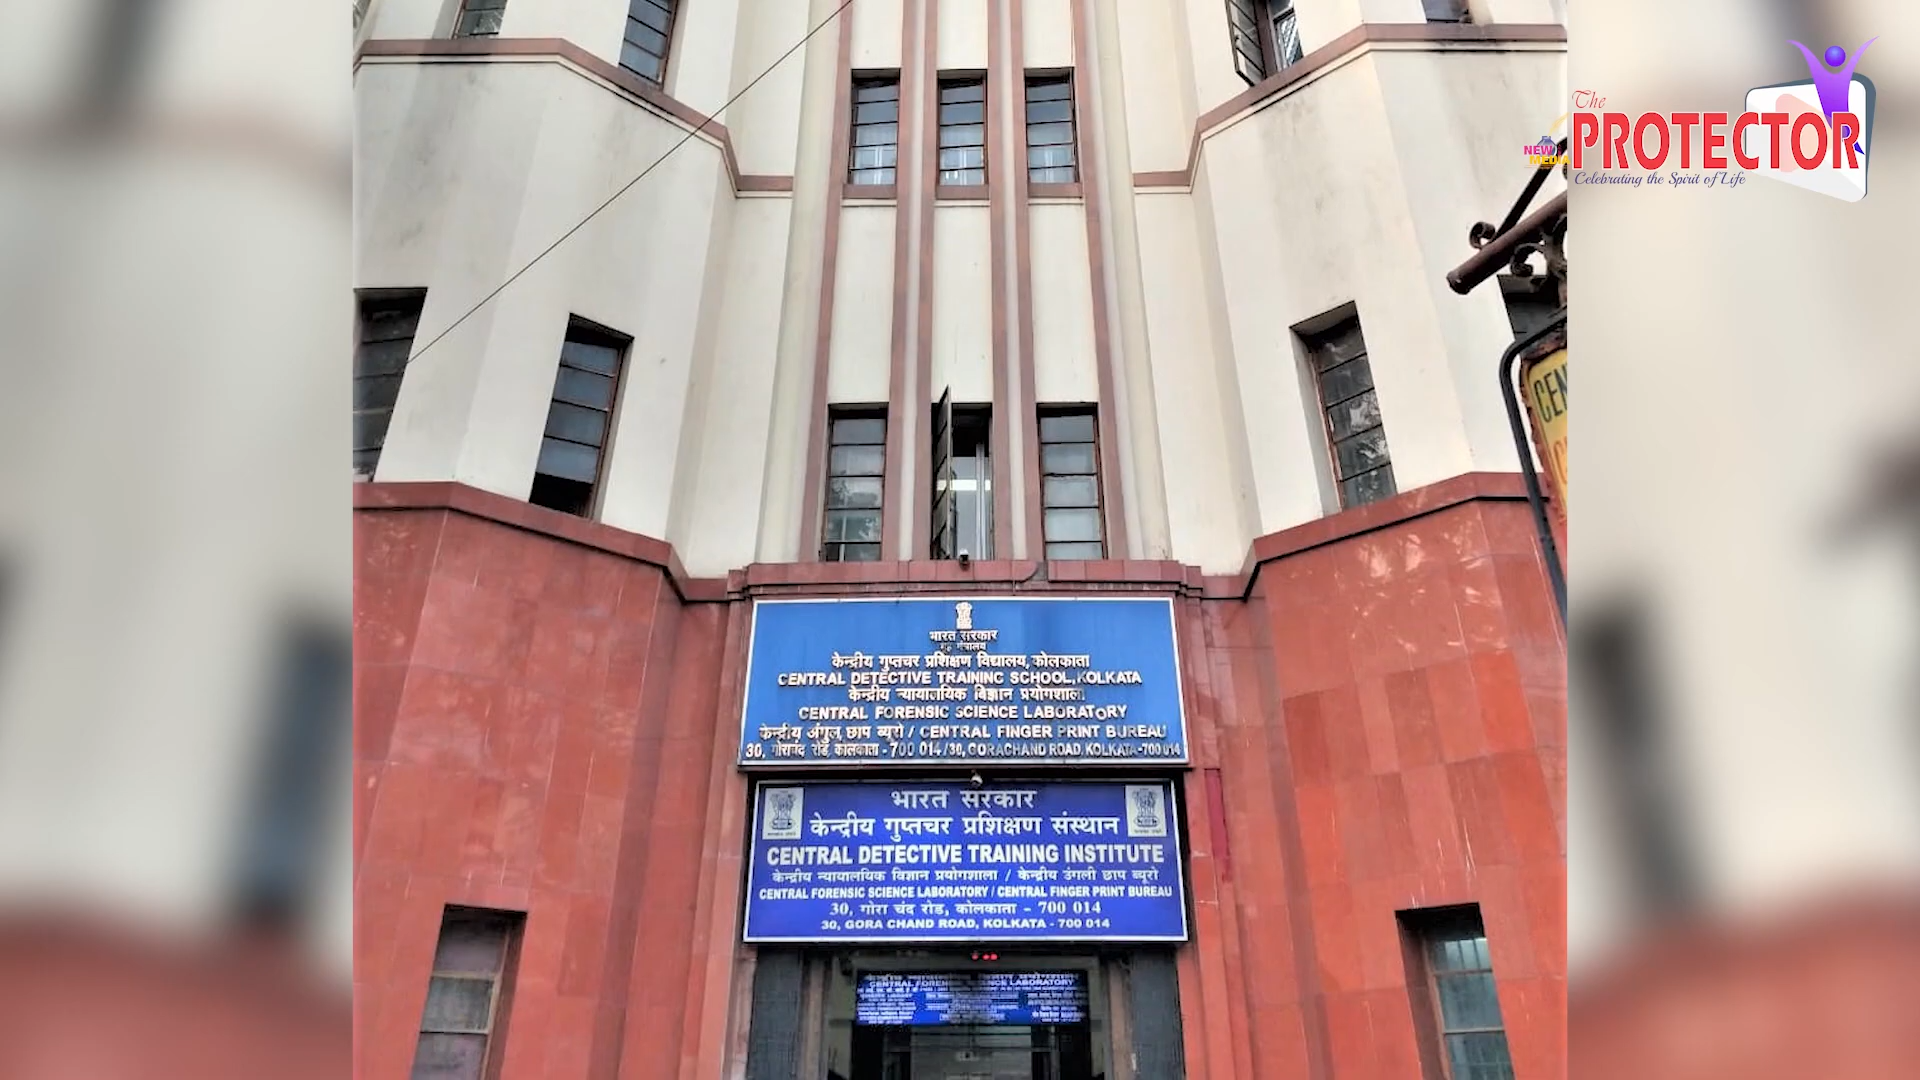 The
PROTECTOR
NEW
MEDIA
Celebrating the Spirit of Life
CEN
भारत सरकार
गृह मंत्रालय
केन्द्रीय गुप्तचर प्रशिक्षण विद्यालय, कोलकाता
CENTRAL DETECTIVE TRAINING SCHOOL, KOLKATA
केन्द्रीय न्यायालयिक विज्ञान प्रयोगशाला
CENTRAL FORENSIC SCIENCE LABORATORY
केन्द्रीय अंगुल छाप ब्यूरो / CENTRAL FINGER PRINT BUREAU
30, गोराचंद रोड, कोलकाता - 700 014/30, GORACHAND ROAD, KOLKATA-700 014
भारत सरकार
केन्द्रीय गुप्तचर प्रशिक्षण संस्थान
CENTRAL DETECTIVE TRAINING INSTITUTE
केन्द्रीय न्यायालयिक विज्ञान प्रयोगशाला / केन्द्रीय उंगली छाप ब्यूरो
CENTRAL FORENSIC SCIENCE LABORATORY / CENTRAL FINGER PRINT BUREAU
30, गोरा चंद रोड, कोलकाता - 700 014
30, GORA CHAND ROAD, KOLKATA - 700 014
LABORATORY